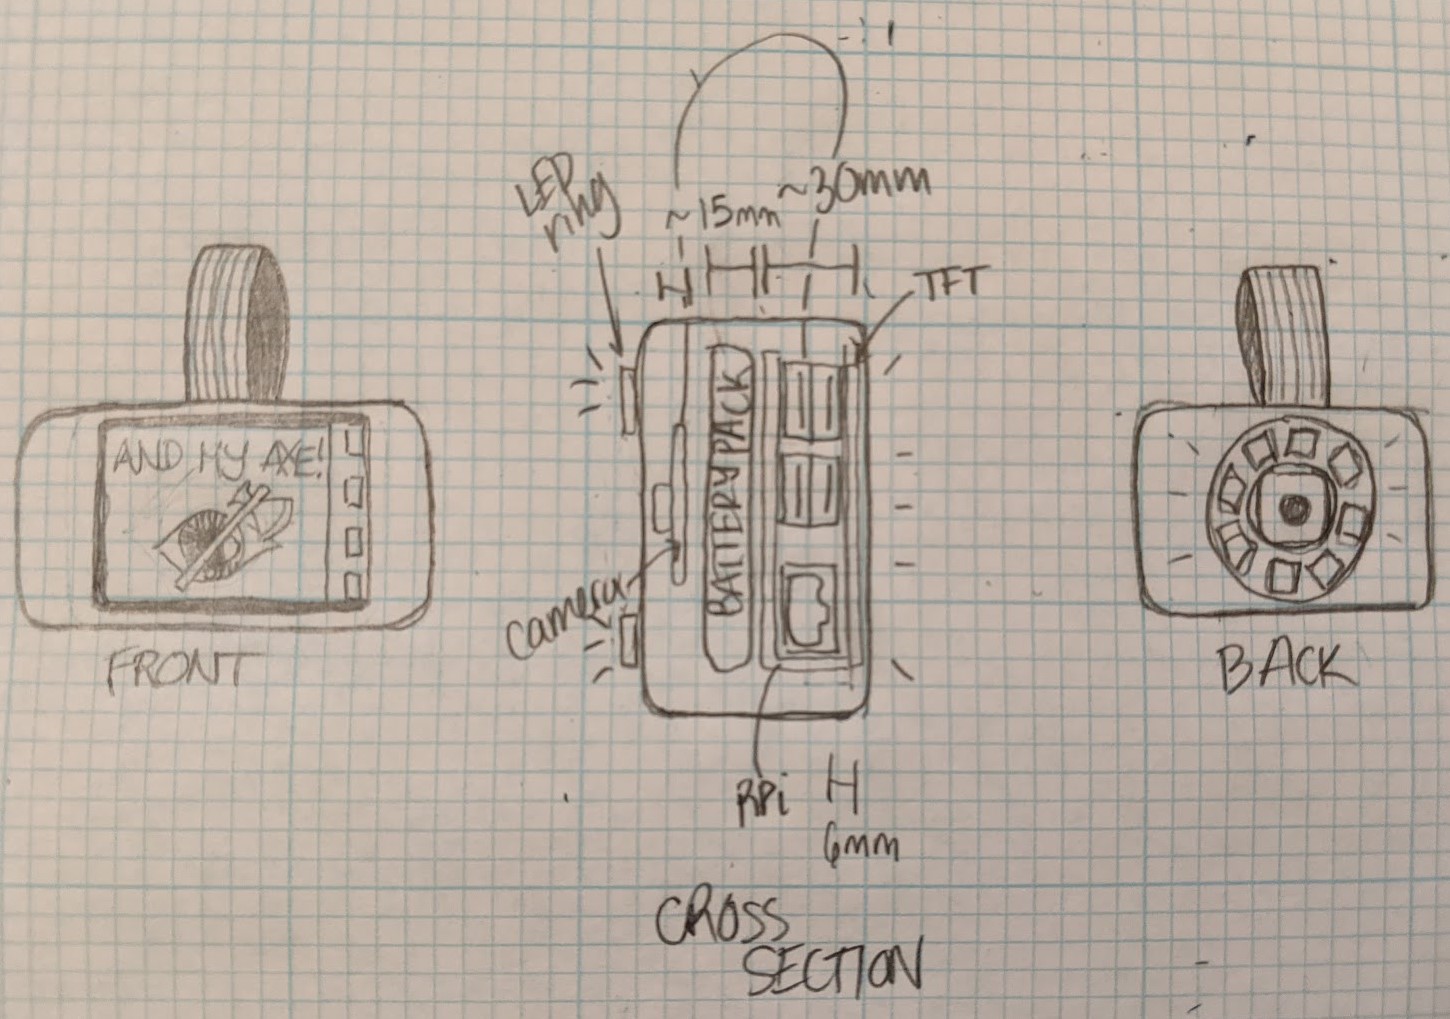 LED
ring
~30mm
~15mm
TFT
AND MY AXE!
BATTERY PACK
camera
FRONT
BACK
RPi
6mm
CROSS
SECTION